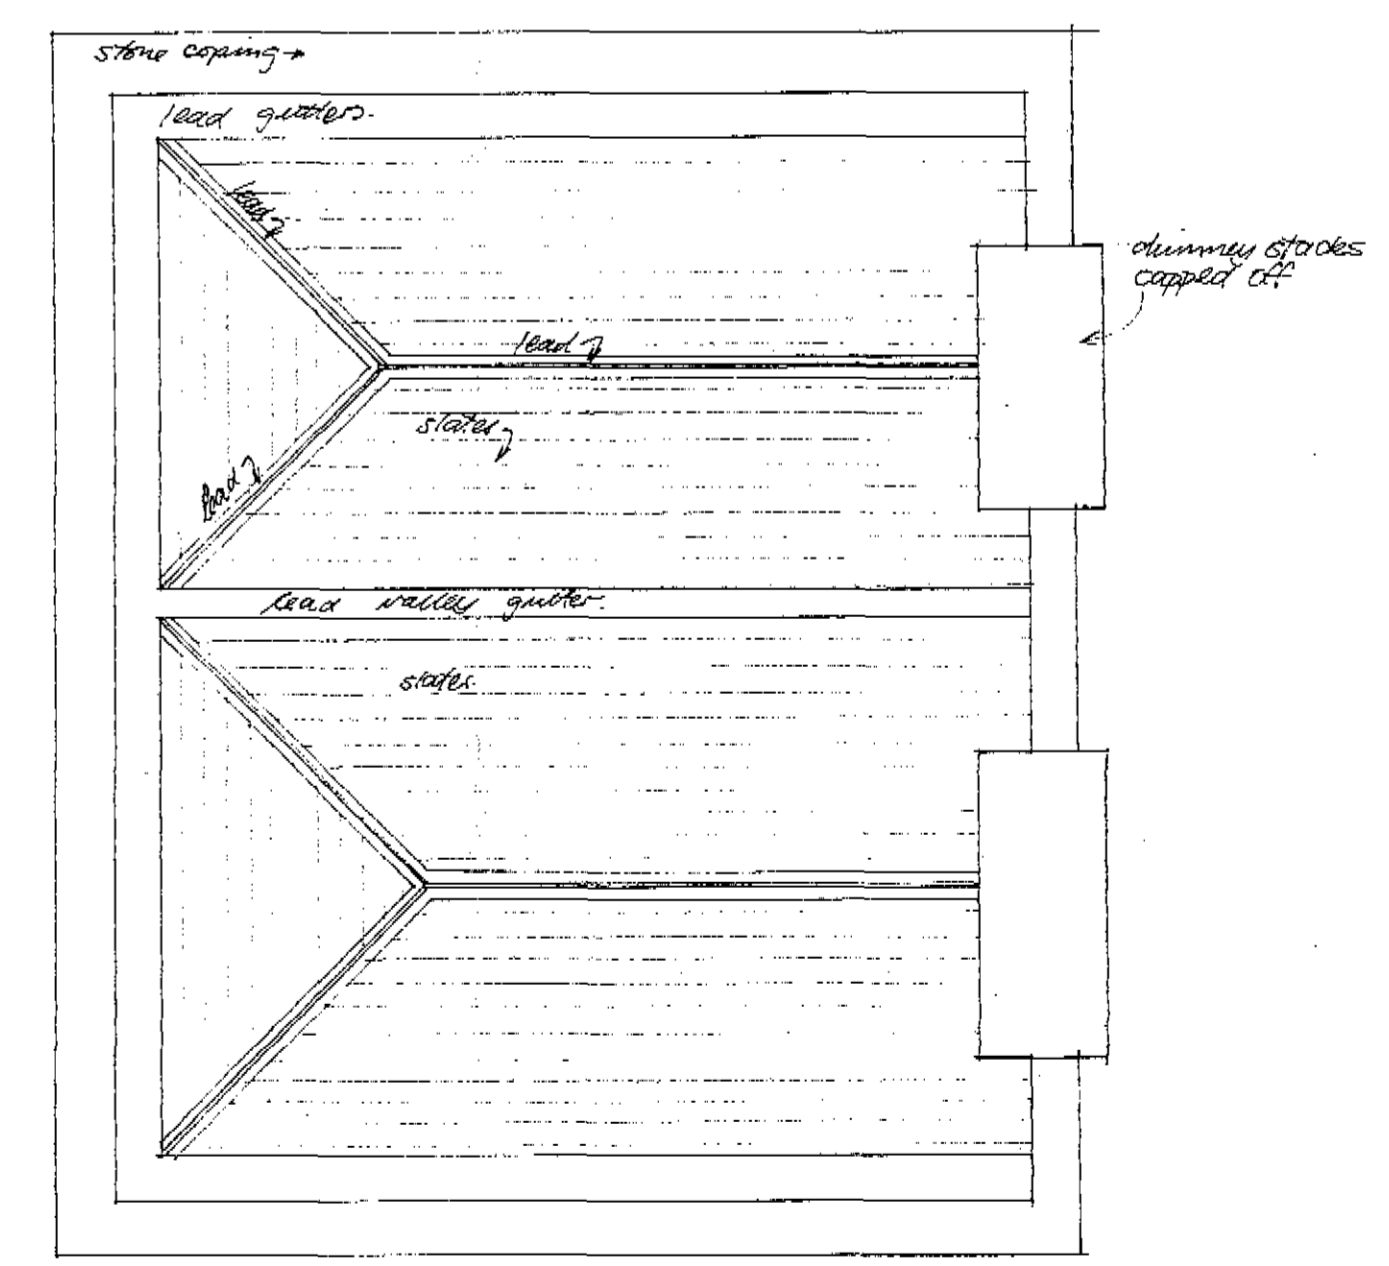 stone coping
lead gutters.
lead
chimney stacks
capped off
lead
slates
lead
lead valley gutter.
slates.